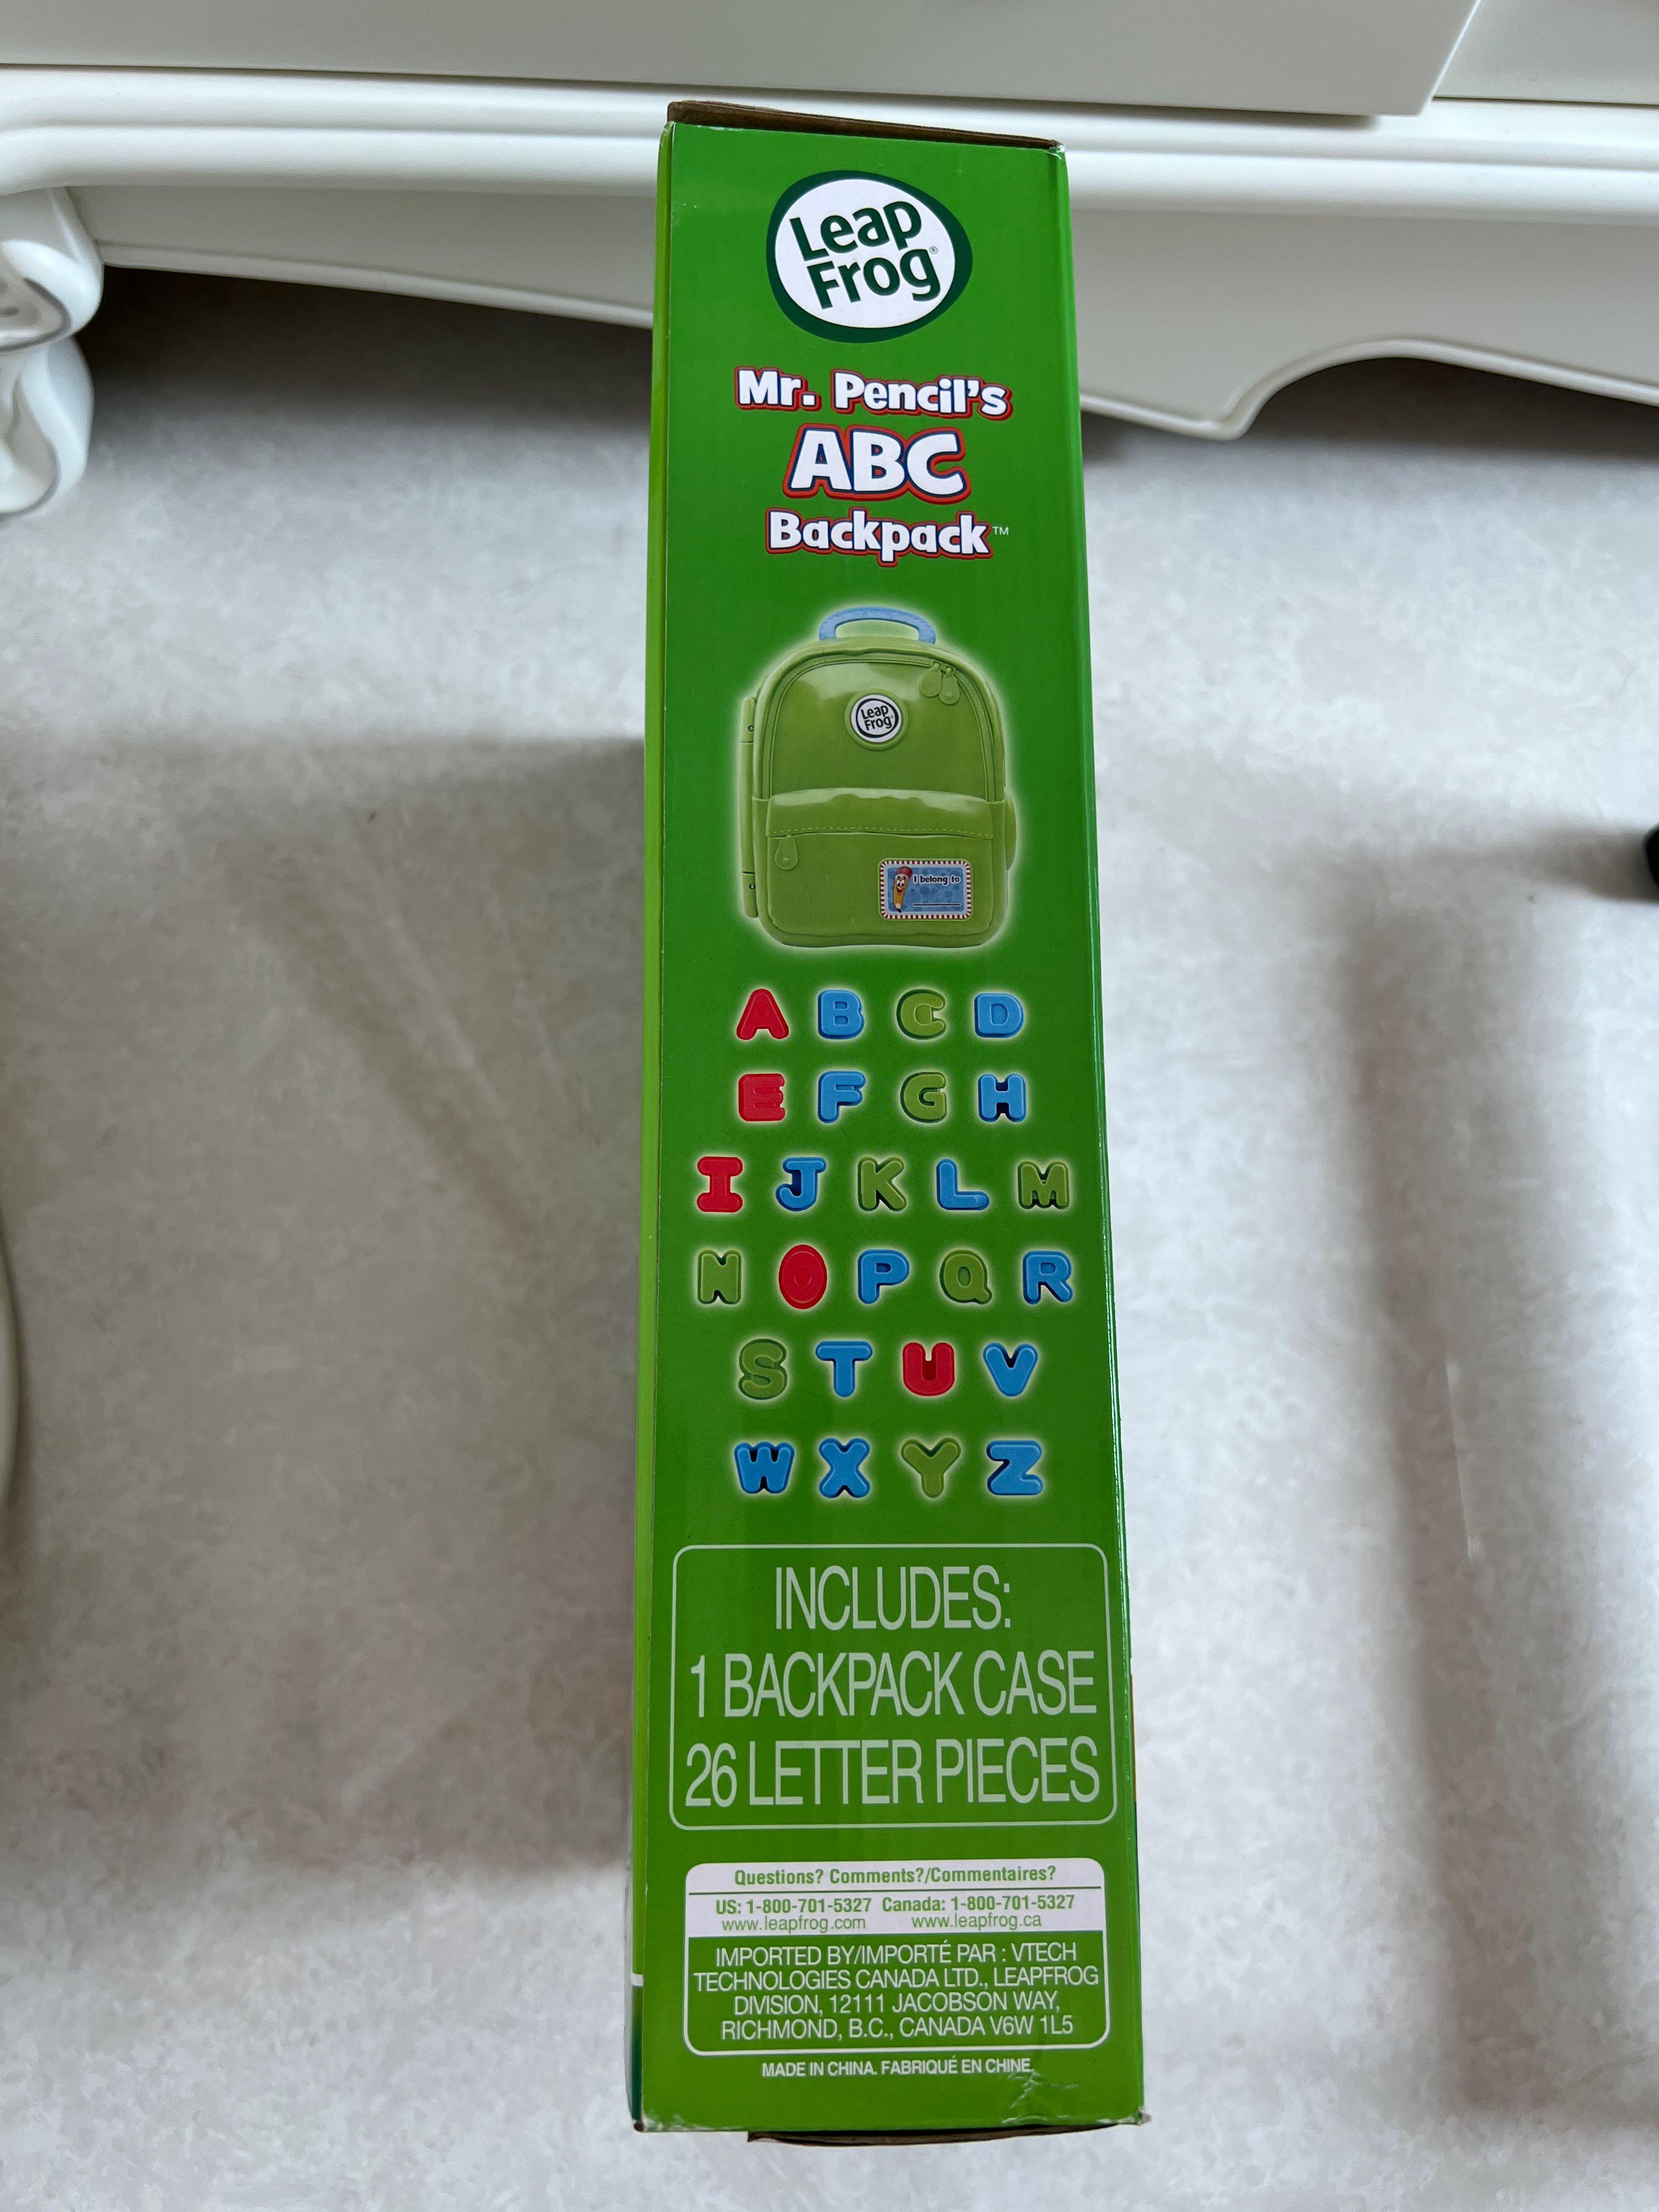 Leap
Frog®
Mr. Pencil's
ABC
Backpack™
Leap
Frog
I belong to
A B C D
E F G H
I J K L M
N O P Q R
S T U V
W X Y Z
INCLUDES:
1 BACKPACK CASE
26 LETTER PIECES
Questions? Comments?/Commentaires?
US: 1-800-701-5327 Canada: 1-800-701-5327
www.leapfrog.com www.leapfrog.ca
IMPORTED BY/IMPORTÉ PAR : VTECH
TECHNOLOGIES CANADA LTD., LEAPFROG
DIVISION, 12111 JACOBSON WAY,
RICHMOND, B.C., CANADA V6W 1L5
MADE IN CHINA. FABRIQUÉ EN CHINE.